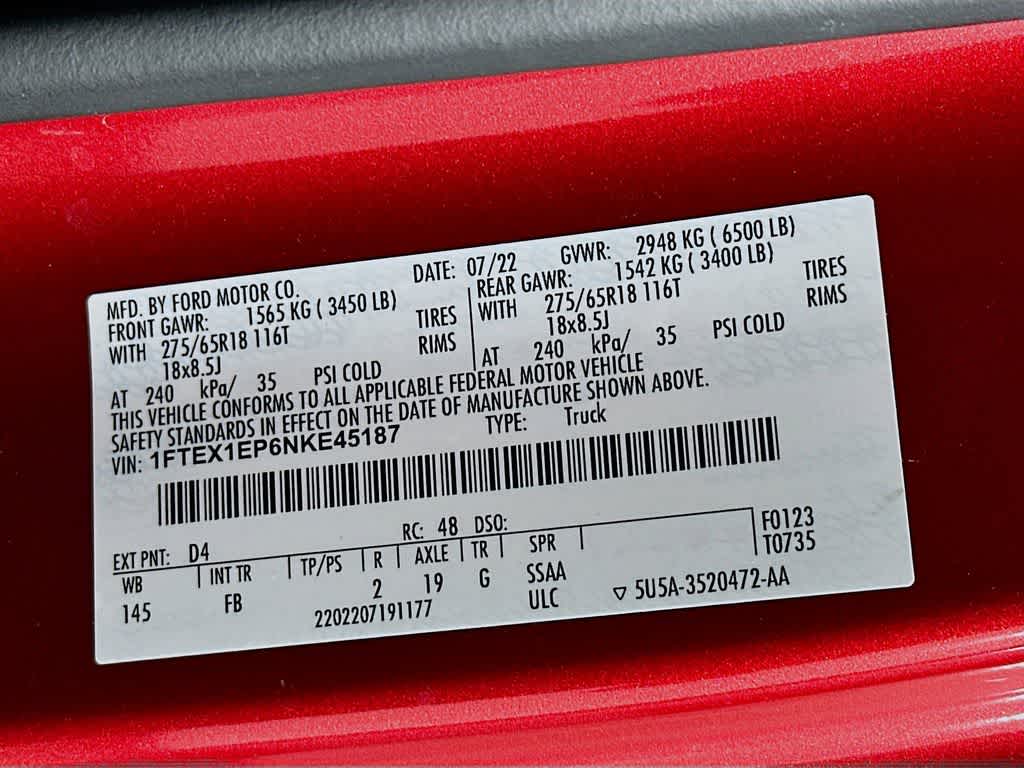 MFD. BY FORD MOTOR CO. DATE: 07/22 GVWR: 2948 KG ( 6500 LB)
FRONT GAWR: 1565 KG ( 3450 LB) REAR GAWR: 1542 KG ( 3400 LB)
WITH 275/65R18 116T TIRES WITH 275/65R18 116T TIRES
18x8.5J RIMS 18x8.5J RIMS
AT 240 kPa/ 35 PSI COLD AT 240 kPa/ 35 PSI COLD
THIS VEHICLE CONFORMS TO ALL APPLICABLE FEDERAL MOTOR VEHICLE
SAFETY STANDARDS IN EFFECT ON THE DATE OF MANUFACTURE SHOWN ABOVE.
VIN: 1FTEX1EP6NKE45187 TYPE: Truck
EXT PNT: D4 RC: 48 DSO: F0123
WB INT TR TP/PS R AXLE TR SPR T0735
145 FB 2 19 G SSAA
2202207191177 ULC ▽ 5U5A-3520472-AA